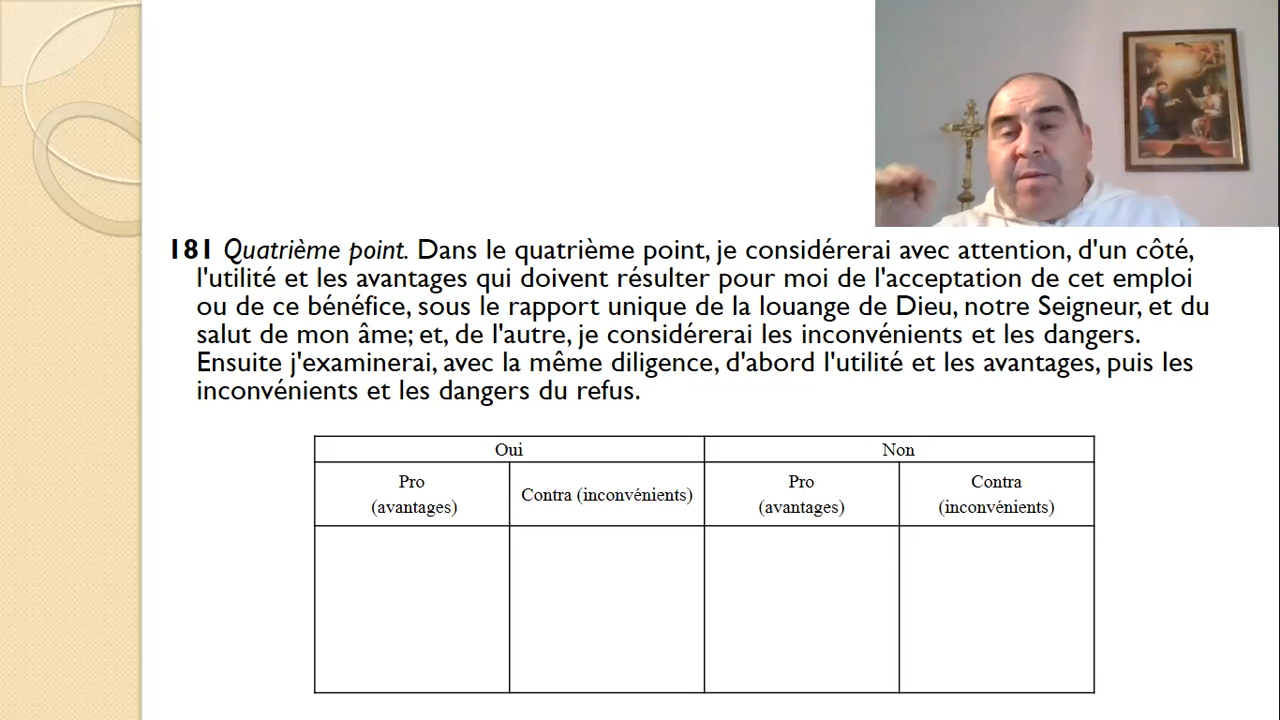 181 Quatrième point. Dans le quatrième point, je considérerai avec attention, d'un côté,
l'utilité et les avantages qui doivent résulter pour moi de l'acceptation de cet emploi
ou de ce bénéfice, sous le rapport unique de la louange de Dieu, notre Seigneur, et du
salut de mon âme; et, de l'autre, je considérerai les inconvénients et les dangers.
Ensuite j'examinerai, avec la même diligence, d'abord l'utilité et les avantages, puis les
inconvénients et les dangers du refus.
Oui
Non
Pro
(avantages)
Contra (inconvénients)
Pro
(avantages)
Contra
(inconvénients)